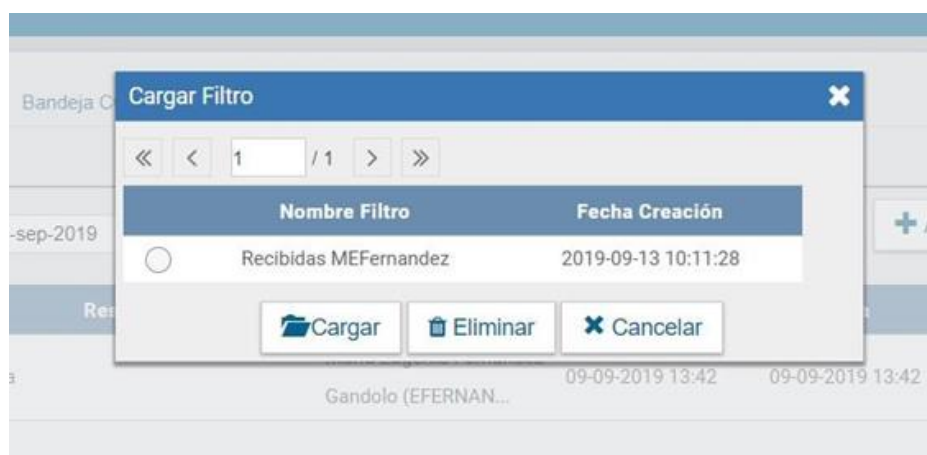 Bandeja C
Cargar Filtro
1 / 1
Nombre Filtro Fecha Creación
-sep-2019
Recibidas MEFernandez 2019-09-13 10:11:28
Cargar Eliminar Cancelar
09-09-2019 13:42 09-09-2019 13:42
Gandolo (EFERNAN...